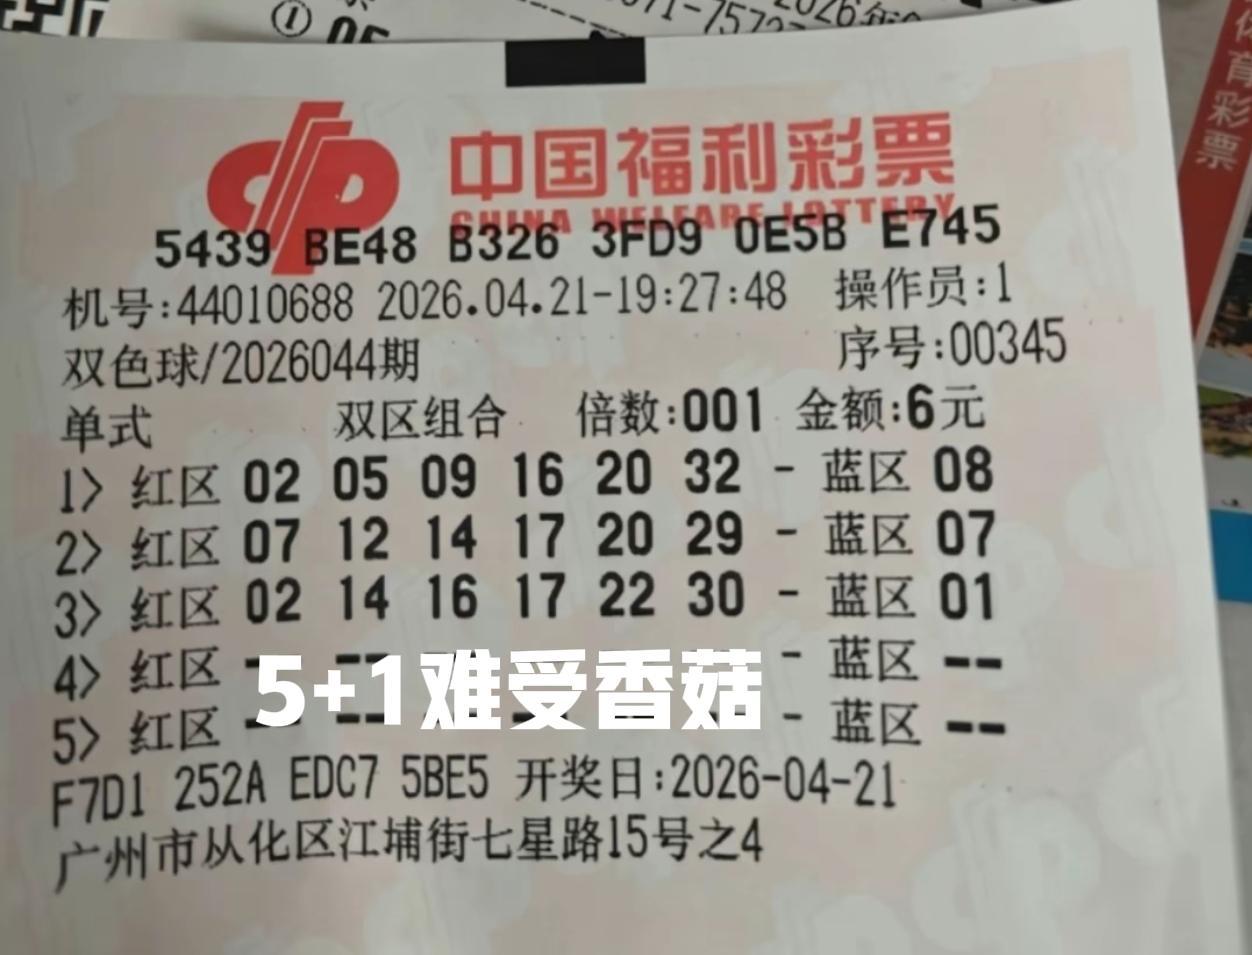 ① 05
2026年
体育彩票
中国福利彩票
CHINA WELFARE LOTTERY
5439 BE48 B326 3FD9 0E5B E745
机号:44010688 2026.04.21-19:27:48 操作员:1
双色球/2026044期 序号:00345
单式 双区组合 倍数:001 金额:6元
1> 红区 02 05 09 16 20 32 - 蓝区 08
2> 红区 07 12 14 17 20 29 - 蓝区 07
3> 红区 02 14 16 17 22 30 - 蓝区 01
4> 红区 -- -- -- -- -- -- - 蓝区 --
5+1难受香菇
5> 红区 -- -- -- -- -- -- - 蓝区 --
F7D1 252A EDC7 5BE5 开奖日:2026-04-21
广州市从化区江埔街七星路15号之4